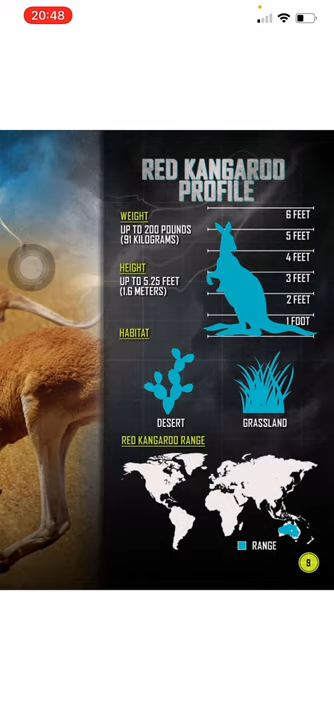 20:48
RED KANGAROO
PROFILE
WEIGHT
UP TO 200 POUNDS
(91 KILOGRAMS)
HEIGHT
UP TO 5.25 FEET
(1.6 METERS)
6 FEET
5 FEET
4 FEET
3 FEET
2 FEET
1 FOOT
HABITAT
DESERT
GRASSLAND
RED KANGAROO RANGE
RANGE
9